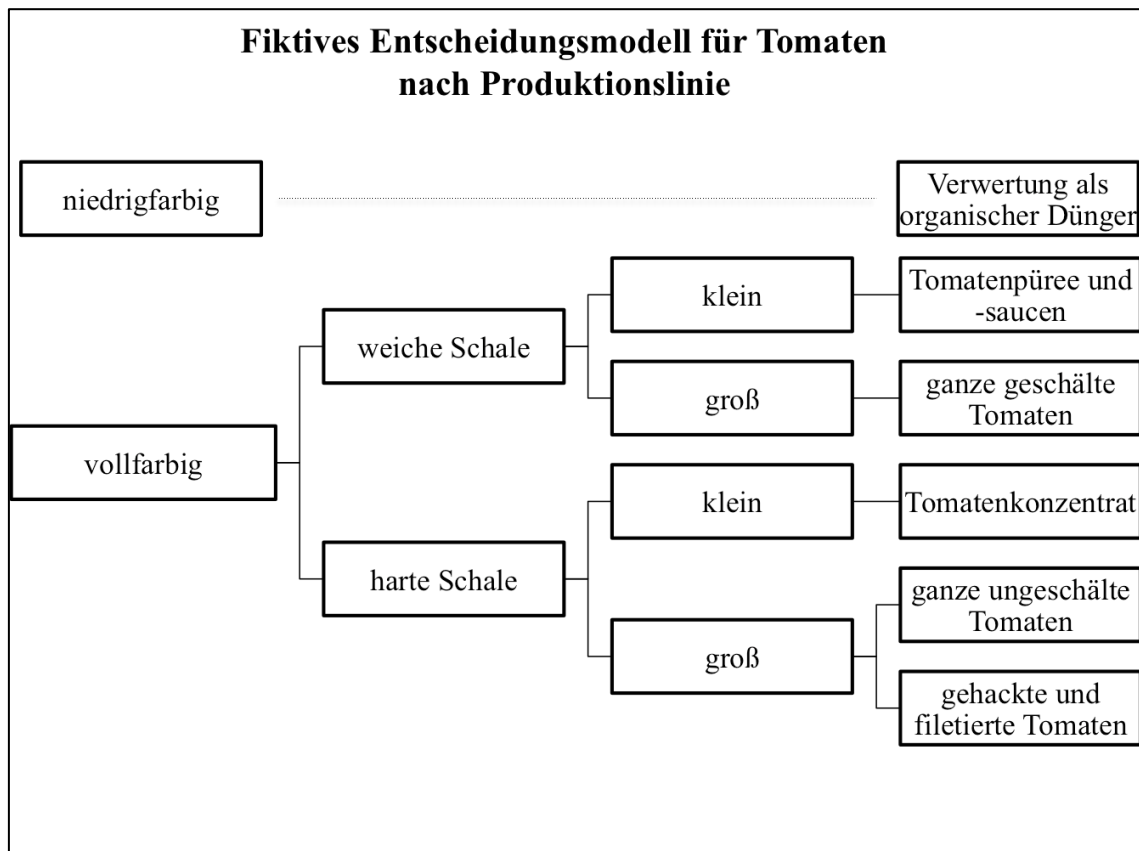 Fiktives Entscheidungsmodell für Tomaten
nach Produktionslinie
niedrigfarbig
Verwertung als
organischer Dünger
vollfarbig
weiche Schale
klein
Tomatenpüree und
-saucen
groß
ganze geschälte
Tomaten
harte Schale
klein
Tomatenkonzentrat
groß
ganze ungeschälte
Tomaten
gehackte und
filetierte Tomaten